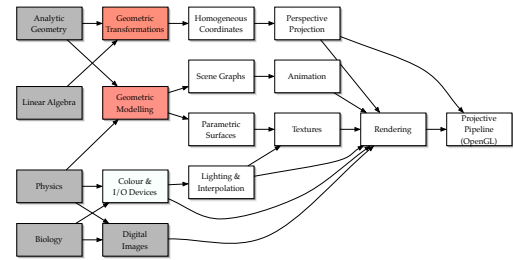 Analytic
Geometry
Geometric
Transformations
Homogeneous
Coordinates
Perspective
Projection
Scene Graphs
Animation
Linear Algebra
Geometric
Modelling
Parametric
Surfaces
Textures
Rendering
Projective
Pipeline
(OpenGL)
Physics
Colour &
I/O Devices
Lighting &
Interpolation
Biology
Digital
Images